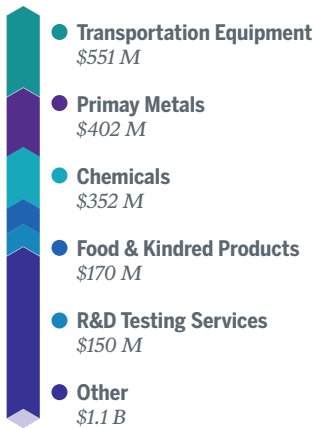 Transportation Equipment
$551 M
Primay Metals
$402 M
Chemicals
$352 M
Food & Kindred Products
$170 M
R&D Testing Services
$150 M
Other
$1.1 B